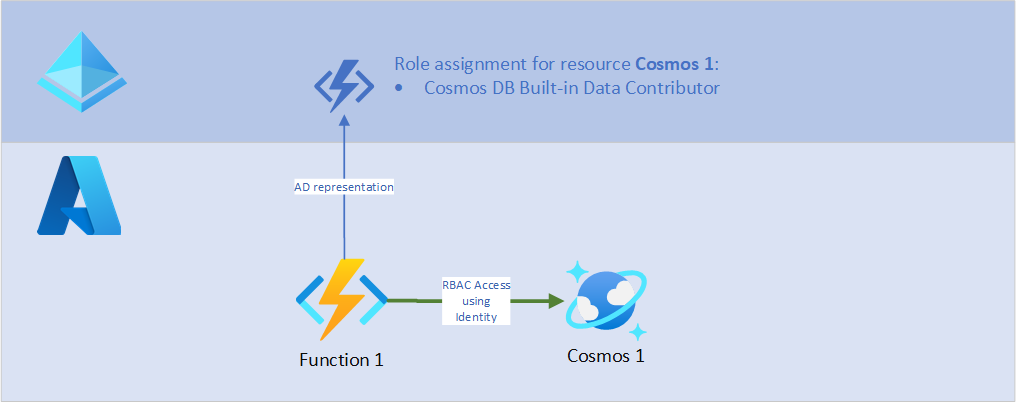 Role assignment for resource Cosmos 1:
• Cosmos DB Built-in Data Contributor
AD representation
RBAC Access
using
Identity
Function 1
Cosmos 1